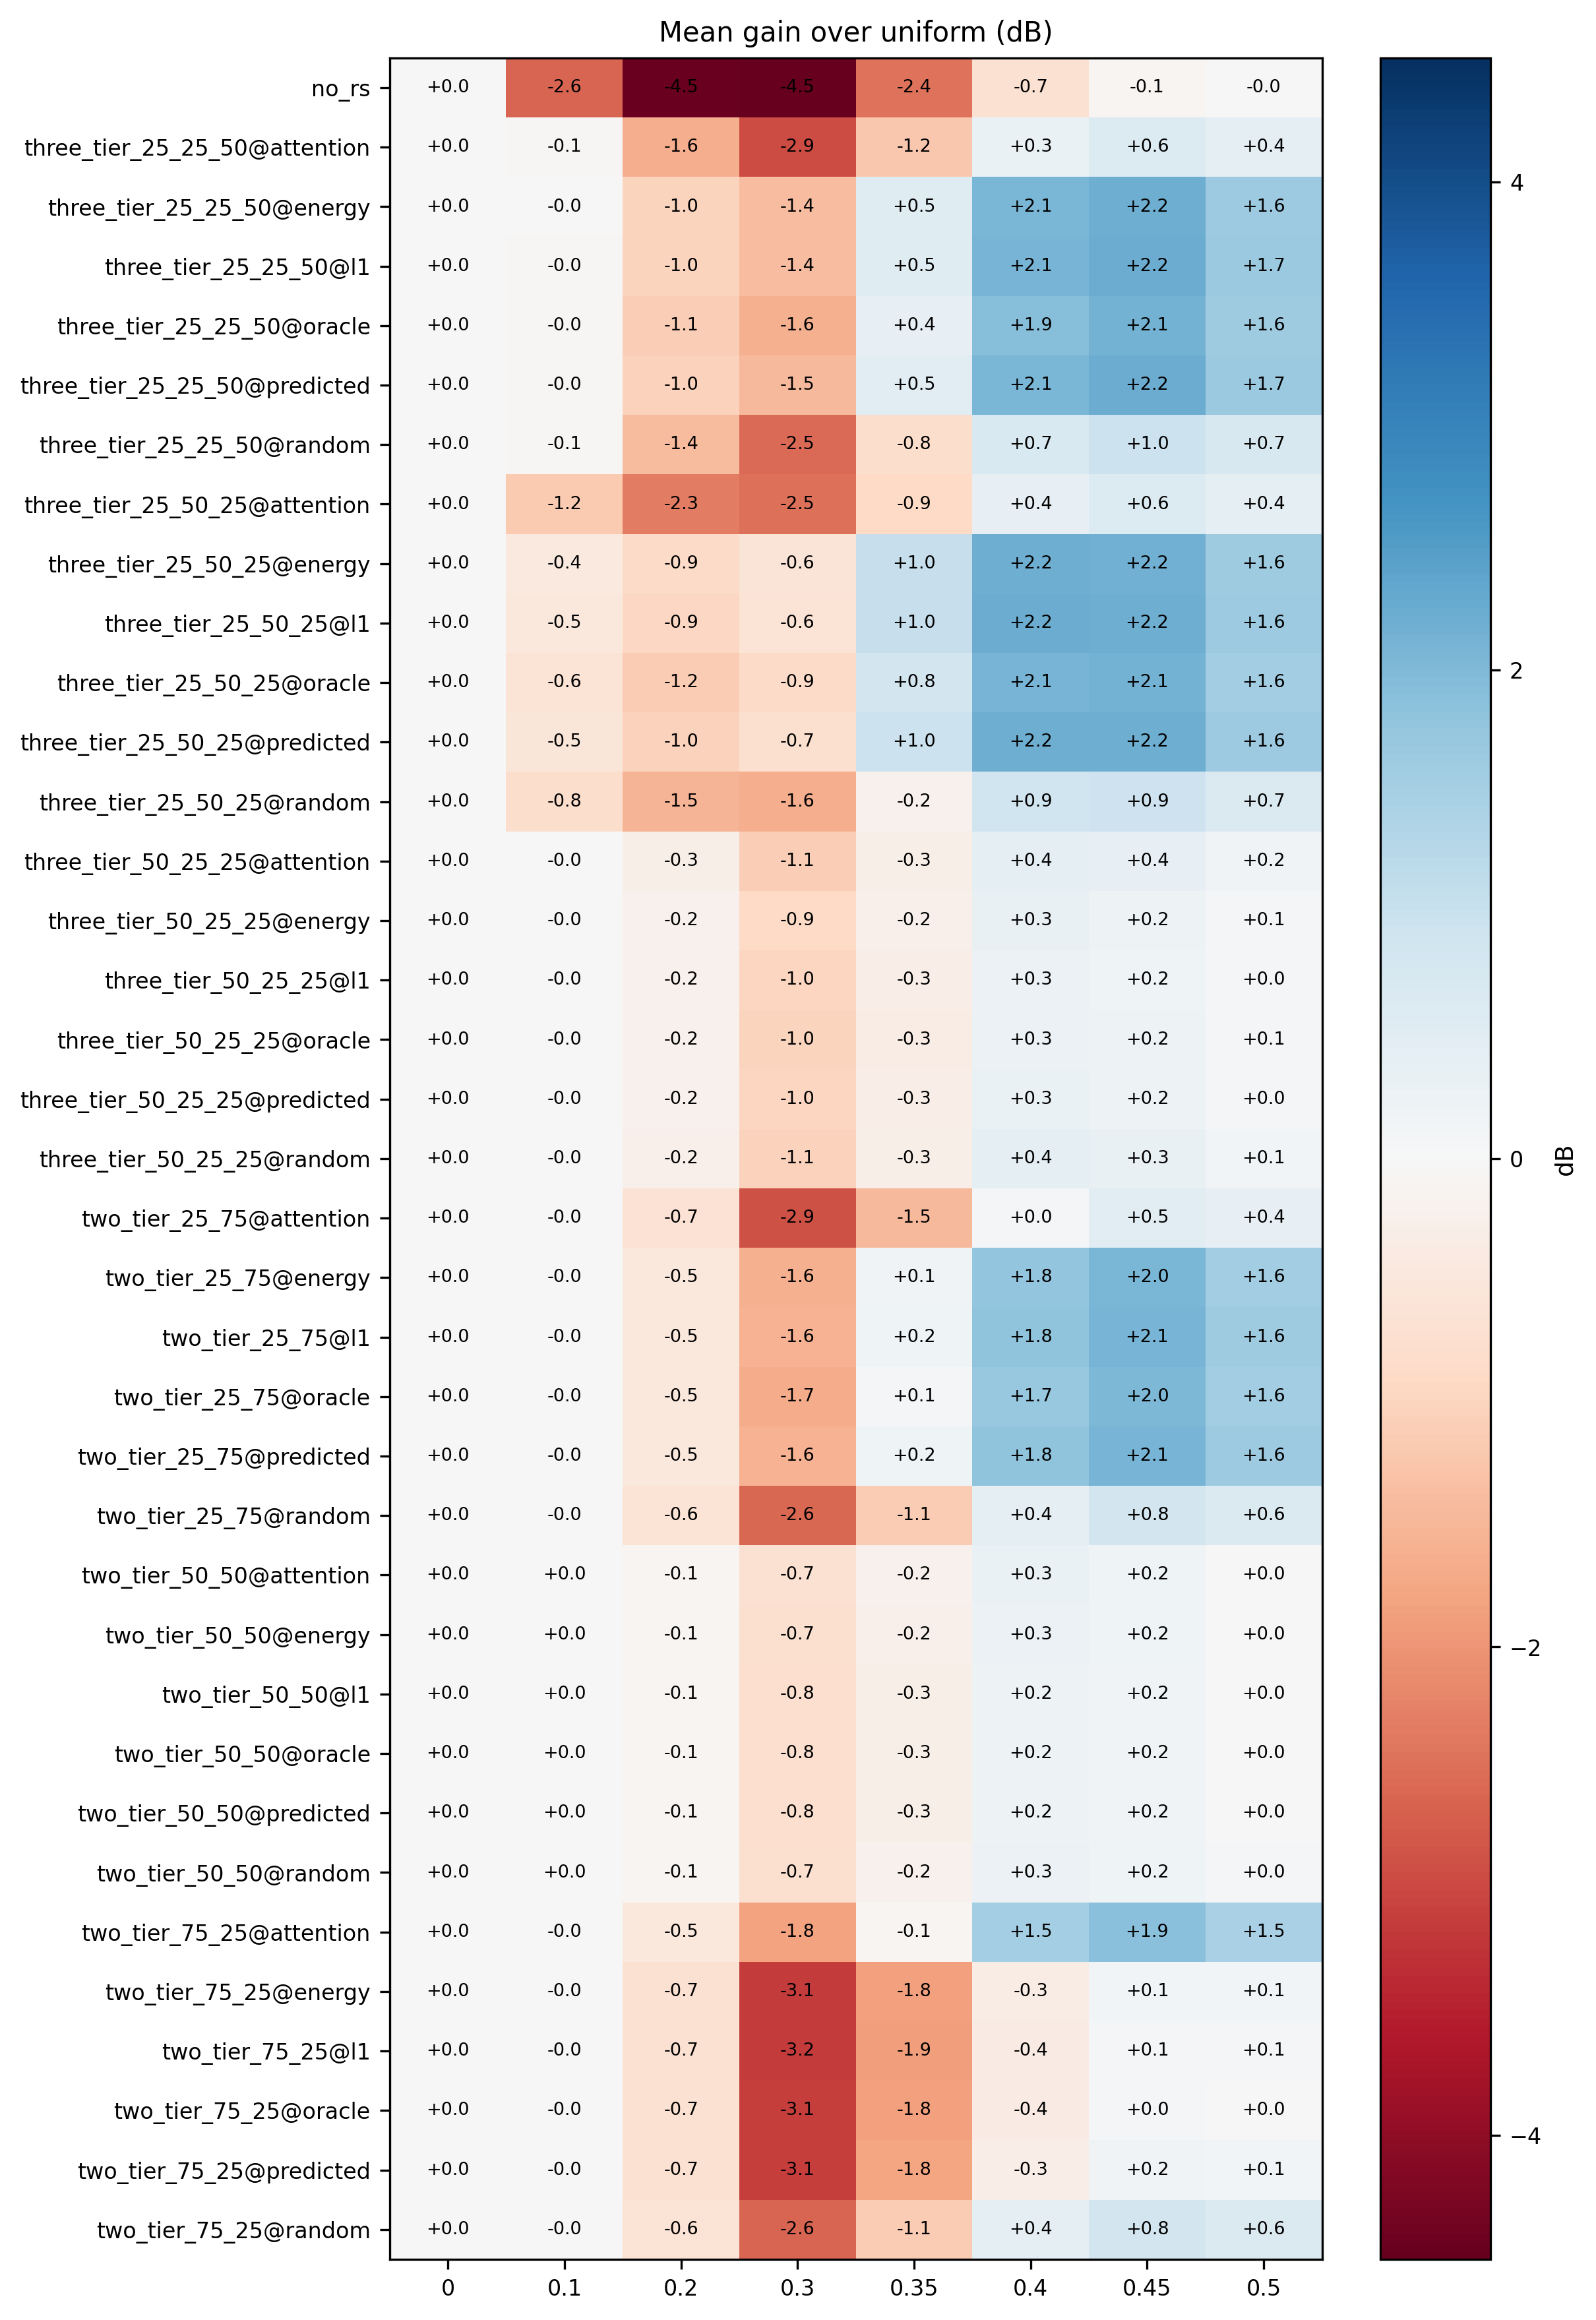 Mean gain over uniform (dB)
no_rs +0.0 -2.6 -4.5 -4.5 -2.4 -0.7 -0.1 -0.0
three_tier_25_25_50@attention +0.0 -0.1 -1.6 -2.9 -1.2 +0.3 +0.6 +0.4
three_tier_25_25_50@energy +0.0 -0.0 -1.0 -1.4 +0.5 +2.1 +2.2 +1.6
three_tier_25_25_50@l1 +0.0 -0.0 -1.0 -1.4 +0.5 +2.1 +2.2 +1.7
three_tier_25_25_50@oracle +0.0 -0.0 -1.1 -1.6 +0.4 +1.9 +2.1 +1.6
three_tier_25_25_50@predicted +0.0 -0.0 -1.0 -1.5 +0.5 +2.1 +2.2 +1.7
three_tier_25_25_50@random +0.0 -0.1 -1.4 -2.5 -0.8 +0.7 +1.0 +0.7
three_tier_25_50_25@attention +0.0 -1.2 -2.3 -2.5 -0.9 +0.4 +0.6 +0.4
three_tier_25_50_25@energy +0.0 -0.4 -0.9 -0.6 +1.0 +2.2 +2.2 +1.6
three_tier_25_50_25@l1 +0.0 -0.5 -0.9 -0.6 +1.0 +2.2 +2.2 +1.6
three_tier_25_50_25@oracle +0.0 -0.6 -1.2 -0.9 +0.8 +2.1 +2.1 +1.6
three_tier_25_50_25@predicted +0.0 -0.5 -1.0 -0.7 +1.0 +2.2 +2.2 +1.6
three_tier_25_50_25@random +0.0 -0.8 -1.5 -1.6 -0.2 +0.9 +0.9 +0.7
three_tier_50_25_25@attention +0.0 -0.0 -0.3 -1.1 -0.3 +0.4 +0.4 +0.2
three_tier_50_25_25@energy +0.0 -0.0 -0.2 -0.9 -0.2 +0.3 +0.2 +0.1
three_tier_50_25_25@l1 +0.0 -0.0 -0.2 -1.0 -0.3 +0.3 +0.2 +0.0
three_tier_50_25_25@oracle +0.0 -0.0 -0.2 -1.0 -0.3 +0.3 +0.2 +0.1
three_tier_50_25_25@predicted +0.0 -0.0 -0.2 -1.0 -0.3 +0.3 +0.2 +0.0
three_tier_50_25_25@random +0.0 -0.0 -0.2 -1.1 -0.3 +0.4 +0.3 +0.1
two_tier_25_75@attention +0.0 -0.0 -0.7 -2.9 -1.5 +0.0 +0.5 +0.4
two_tier_25_75@energy +0.0 -0.0 -0.5 -1.6 +0.1 +1.8 +2.0 +1.6
two_tier_25_75@l1 +0.0 -0.0 -0.5 -1.6 +0.2 +1.8 +2.1 +1.6
two_tier_25_75@oracle +0.0 -0.0 -0.5 -1.7 +0.1 +1.7 +2.0 +1.6
two_tier_25_75@predicted +0.0 -0.0 -0.5 -1.6 +0.2 +1.8 +2.1 +1.6
two_tier_25_75@random +0.0 -0.0 -0.6 -2.6 -1.1 +0.4 +0.8 +0.6
two_tier_50_50@attention +0.0 +0.0 -0.1 -0.7 -0.2 +0.3 +0.2 +0.0
two_tier_50_50@energy +0.0 +0.0 -0.1 -0.7 -0.2 +0.3 +0.2 +0.0
two_tier_50_50@l1 +0.0 +0.0 -0.1 -0.8 -0.3 +0.2 +0.2 +0.0
two_tier_50_50@oracle +0.0 +0.0 -0.1 -0.8 -0.3 +0.2 +0.2 +0.0
two_tier_50_50@predicted +0.0 +0.0 -0.1 -0.8 -0.3 +0.2 +0.2 +0.0
two_tier_50_50@random +0.0 +0.0 -0.1 -0.7 -0.2 +0.3 +0.2 +0.0
two_tier_75_25@attention +0.0 -0.0 -0.5 -1.8 -0.1 +1.5 +1.9 +1.5
two_tier_75_25@energy +0.0 -0.0 -0.7 -3.1 -1.8 -0.3 +0.1 +0.1
two_tier_75_25@l1 +0.0 -0.0 -0.7 -3.2 -1.9 -0.4 +0.1 +0.1
two_tier_75_25@oracle +0.0 -0.0 -0.7 -3.1 -1.8 -0.4 +0.0 +0.0
two_tier_75_25@predicted +0.0 -0.0 -0.7 -3.1 -1.8 -0.3 +0.2 +0.1
two_tier_75_25@random +0.0 -0.0 -0.6 -2.6 -1.1 +0.4 +0.8 +0.6
0 0.1 0.2 0.3 0.35 0.4 0.45 0.5
4
2
0
−2
−4
dB